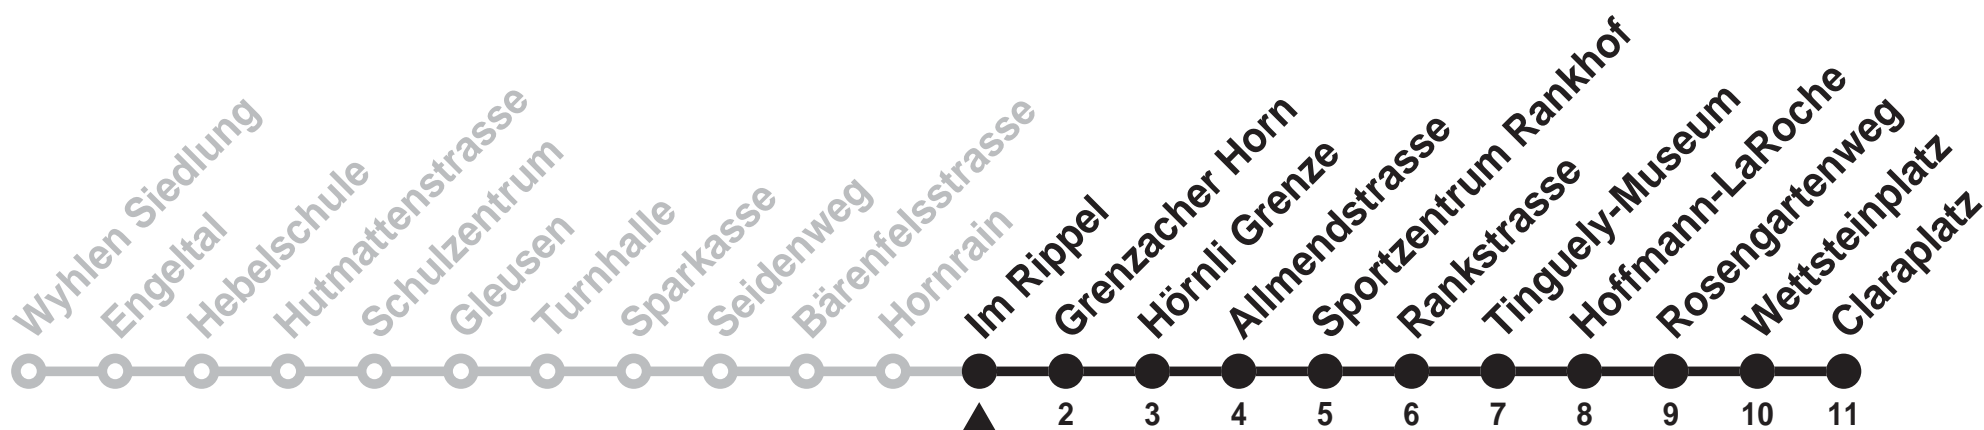 Wyhlen Siedlung
Engeltal
Hebelschule
Hutmattenstrasse
Schulzentrum
Gleusen
Turnhalle
Sparkasse
Seidenweg
Bärenfelsstrasse
Hornrain
Im Rippel
Grenzacher Horn
Hörnli Grenze
Allmendstrasse
Sportzentrum Rankhof
Rankstrasse
Tinguely-Museum
Hoffmann-LaRoche
Rosengartenweg
Wettsteinplatz
Claraplatz
2 3 4 5 6 7 8 9 10 11